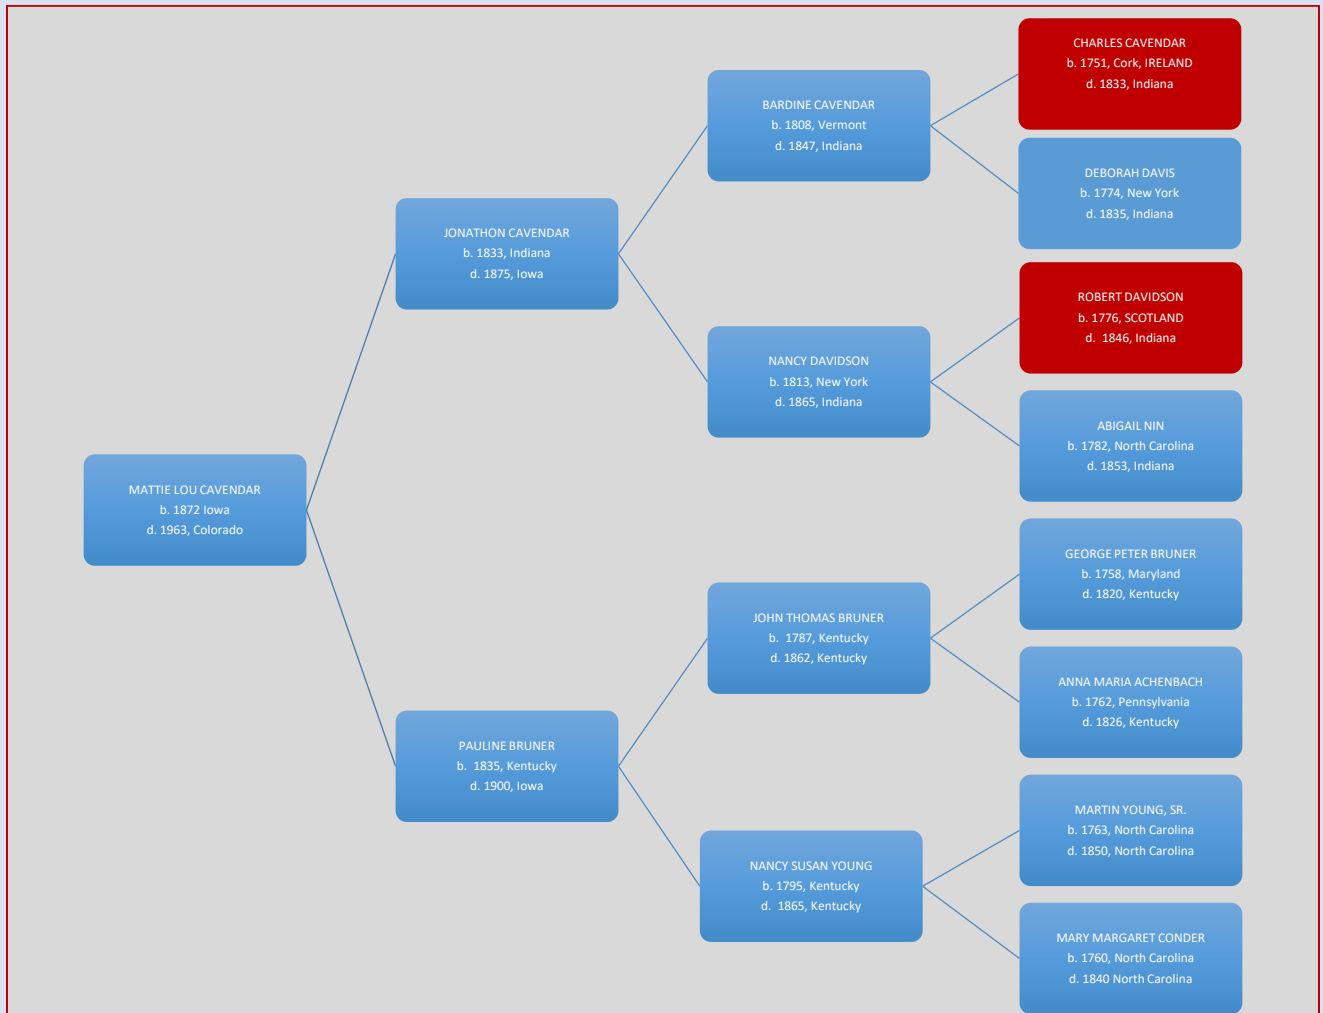 CHARLES CAVENDAR
b. 1751, Cork, IRELAND
d. 1833, Indiana
BARDINE CAVENDAR
b. 1808, Vermont
d. 1847, Indiana
DEBORAH DAVIS
b. 1774, New York
d. 1835, Indiana
JONATHON CAVENDAR
b. 1833, Indiana
d. 1875, Iowa
ROBERT DAVIDSON
b. 1776, SCOTLAND
d.  1846, Indiana
NANCY DAVIDSON
b. 1813, New York
d. 1865, Indiana
ABIGAIL NIN
b. 1782, North Carolina
d. 1853, Indiana
MATTIE LOU CAVENDAR
b. 1872 Iowa
d. 1963, Colorado
GEORGE PETER BRUNER
b. 1758, Maryland
d. 1820, Kentucky
JOHN THOMAS BRUNER
b.  1787, Kentucky
d. 1862, Kentucky
ANNA MARIA ACHENBACH
b. 1762, Pennsylvania
d. 1826, Kentucky
PAULINE BRUNER
b.  1835, Kentucky
d. 1900, Iowa
MARTIN YOUNG, SR.
b. 1763, North Carolina
d. 1850, North Carolina
NANCY SUSAN YOUNG
b. 1795, Kentucky
d.  1865, Kentucky
MARY MARGARET CONDER
b. 1760, North Carolina
d. 1840 North Carolina